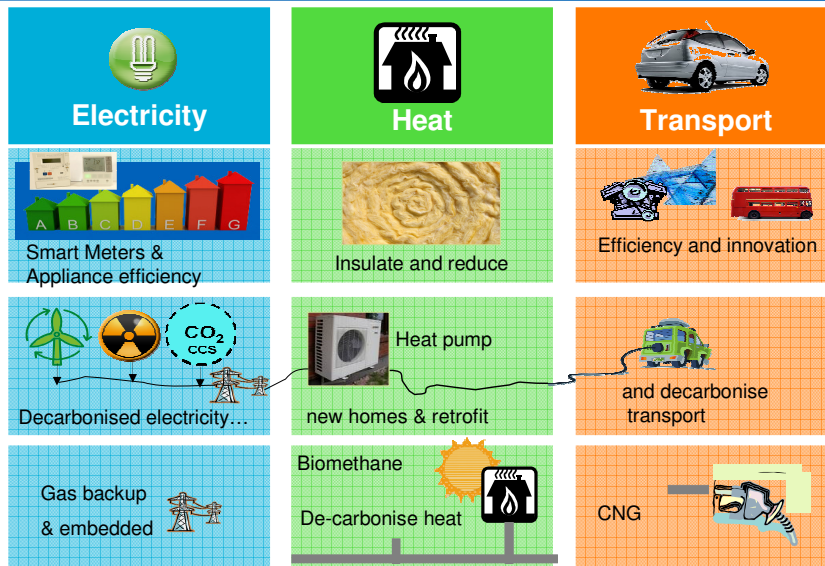 Electricity
Heat
Transport
A B C D E F G
Smart Meters &
Appliance efficiency
Insulate and reduce
Efficiency and innovation
CO2
CCS
Decarbonised electricity…
Heat pump
new homes & retrofit
and decarbonise
transport
Gas backup
& embedded
Biomethane
De-carbonise heat
CNG